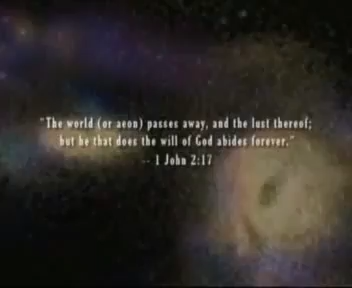 "The world (or aeon) passes away, and the lust thereof;
but he that does the will of God abides forever."
-- 1 John 2:17